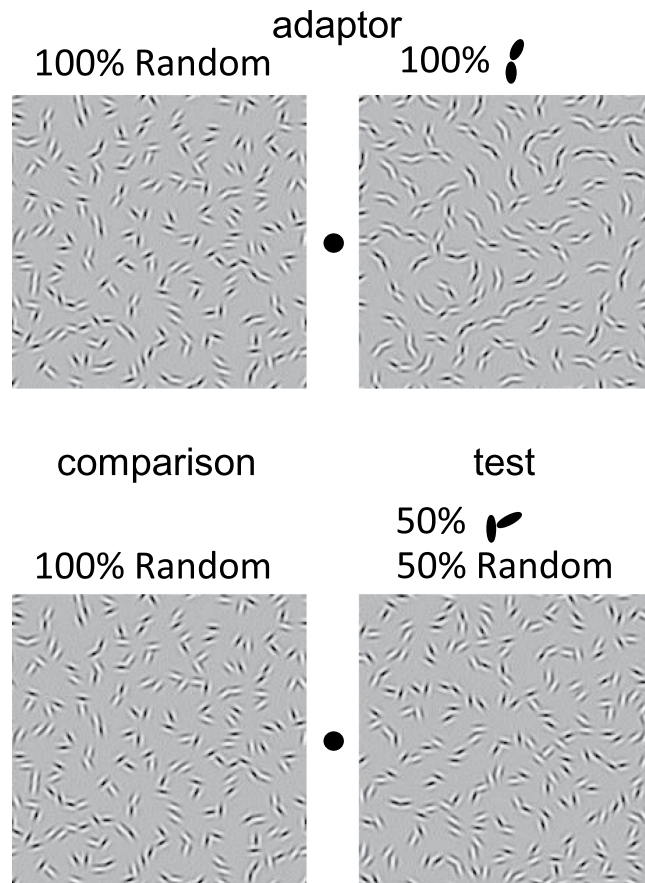 adaptor
100% Random
100%
comparison
test
50%
100% Random
50% Random